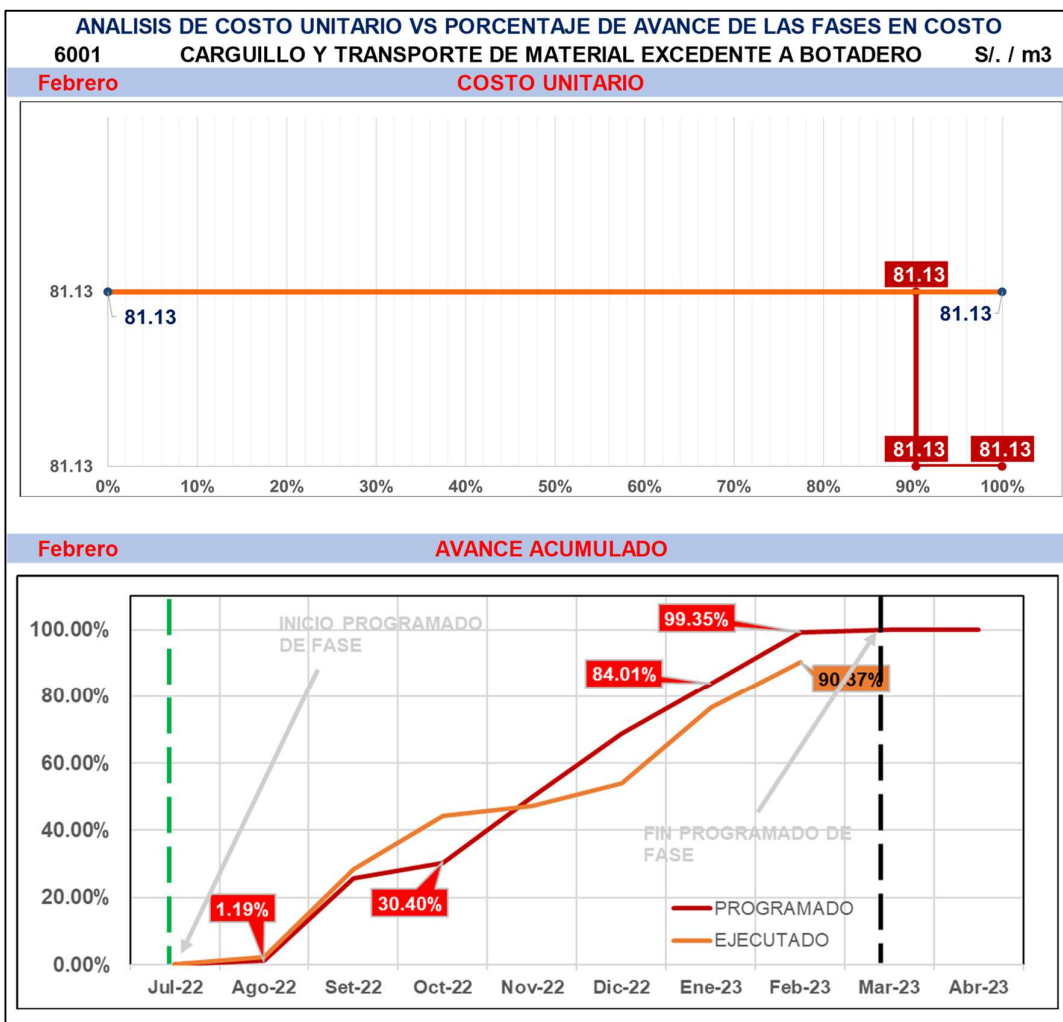 ANALISIS DE COSTO UNITARIO VS PORCENTAJE DE AVANCE DE LAS FASES EN COSTO
6001 CARGUILLO Y TRANSPORTE DE MATERIAL EXCEDENTE A BOTADERO S/. / m3
Febrero COSTO UNITARIO
81.13
81.13
81.13 81.13
81.13
81.13 81.13
0% 10% 20% 30% 40% 50% 60% 70% 80% 90% 100%
Febrero AVANCE ACUMULADO
100.00%
80.00%
60.00%
40.00%
20.00%
0.00%
INICIO PROGRAMADO
DE FASE
99.35%
84.01%
90.37%
FIN PROGRAMADO DE
FASE
30.40%
1.19%
PROGRAMADO
EJECUTADO
Jul-22 Ago-22 Set-22 Oct-22 Nov-22 Dic-22 Ene-23 Feb-23 Mar-23 Abr-23